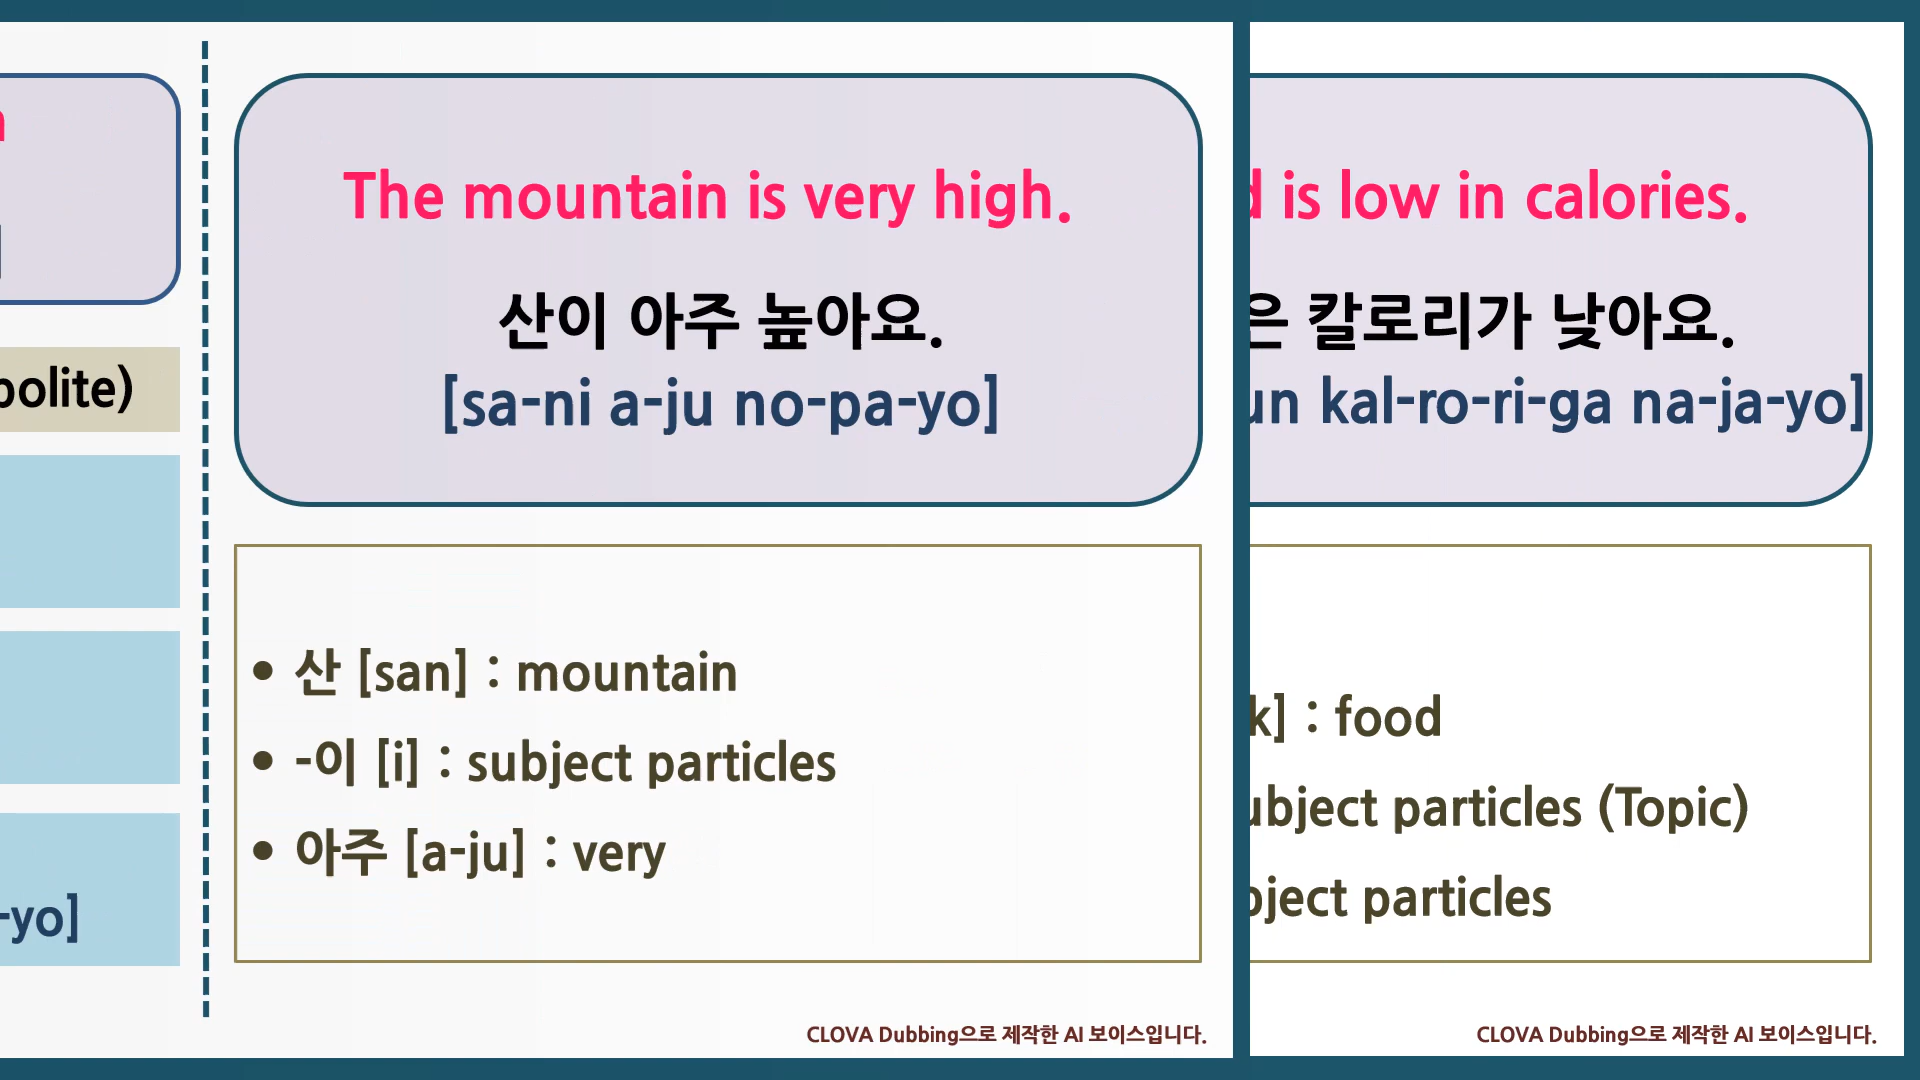 polite)
-yo]
The mountain is very high.
산이 아주 높아요.
[sa-ni a-ju no-pa-yo]
• 산 [san] : mountain
• -이 [i] : subject particles
• 아주 [a-ju] : very
CLOVA Dubbing으로 제작한 AI 보이스입니다.
is low in calories.
은 칼로리가 낮아요.
kal-ro-ri-ga na-ja-yo]
k] : food
particles (Topic)
particles
CLOVA Dubbing으로 제작한 AI 보이스입니다.